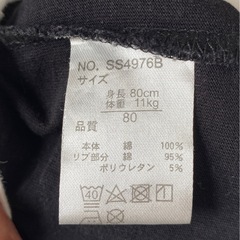 NO. SS4976B
サイズ
身長 80cm
体重 11kg
80
品質
本体 綿 100%
リブ部分 綿 95%
ポリウレタン 5%
40